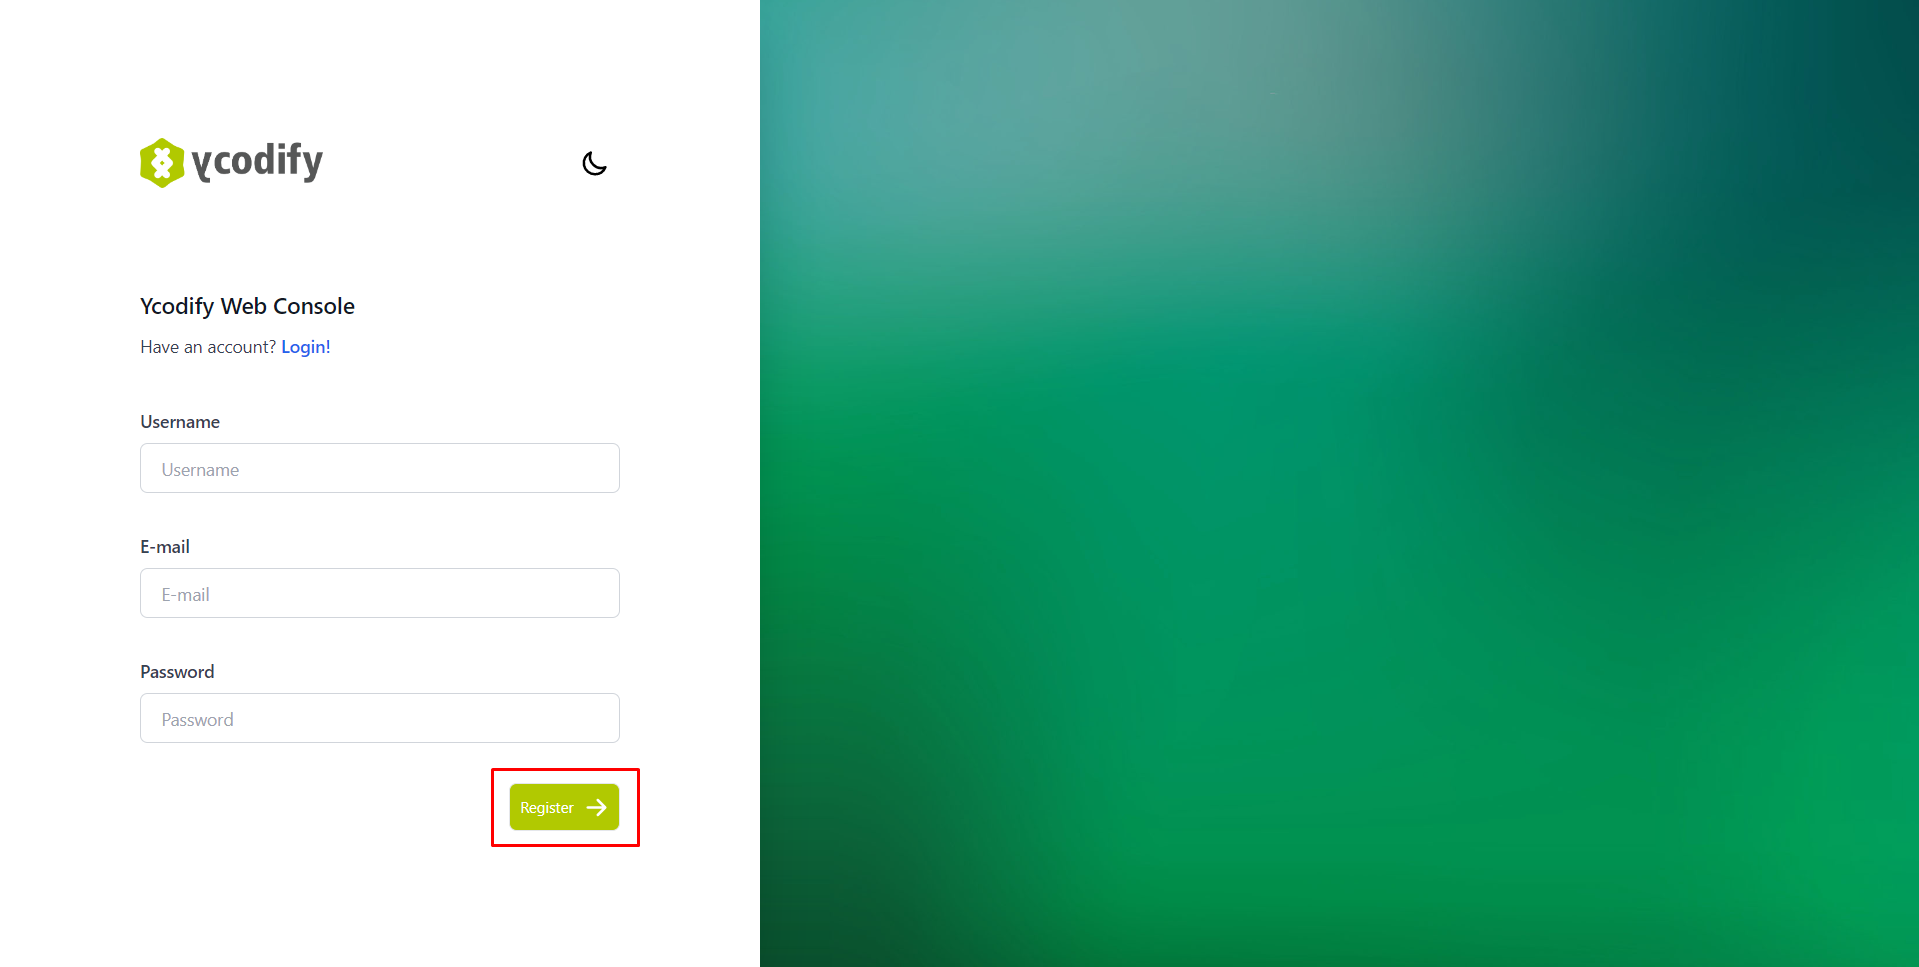 ycodify
Ycodify Web Console
Have an account? Login!
Username
Username
E-mail
E-mail
Password
Password
Register